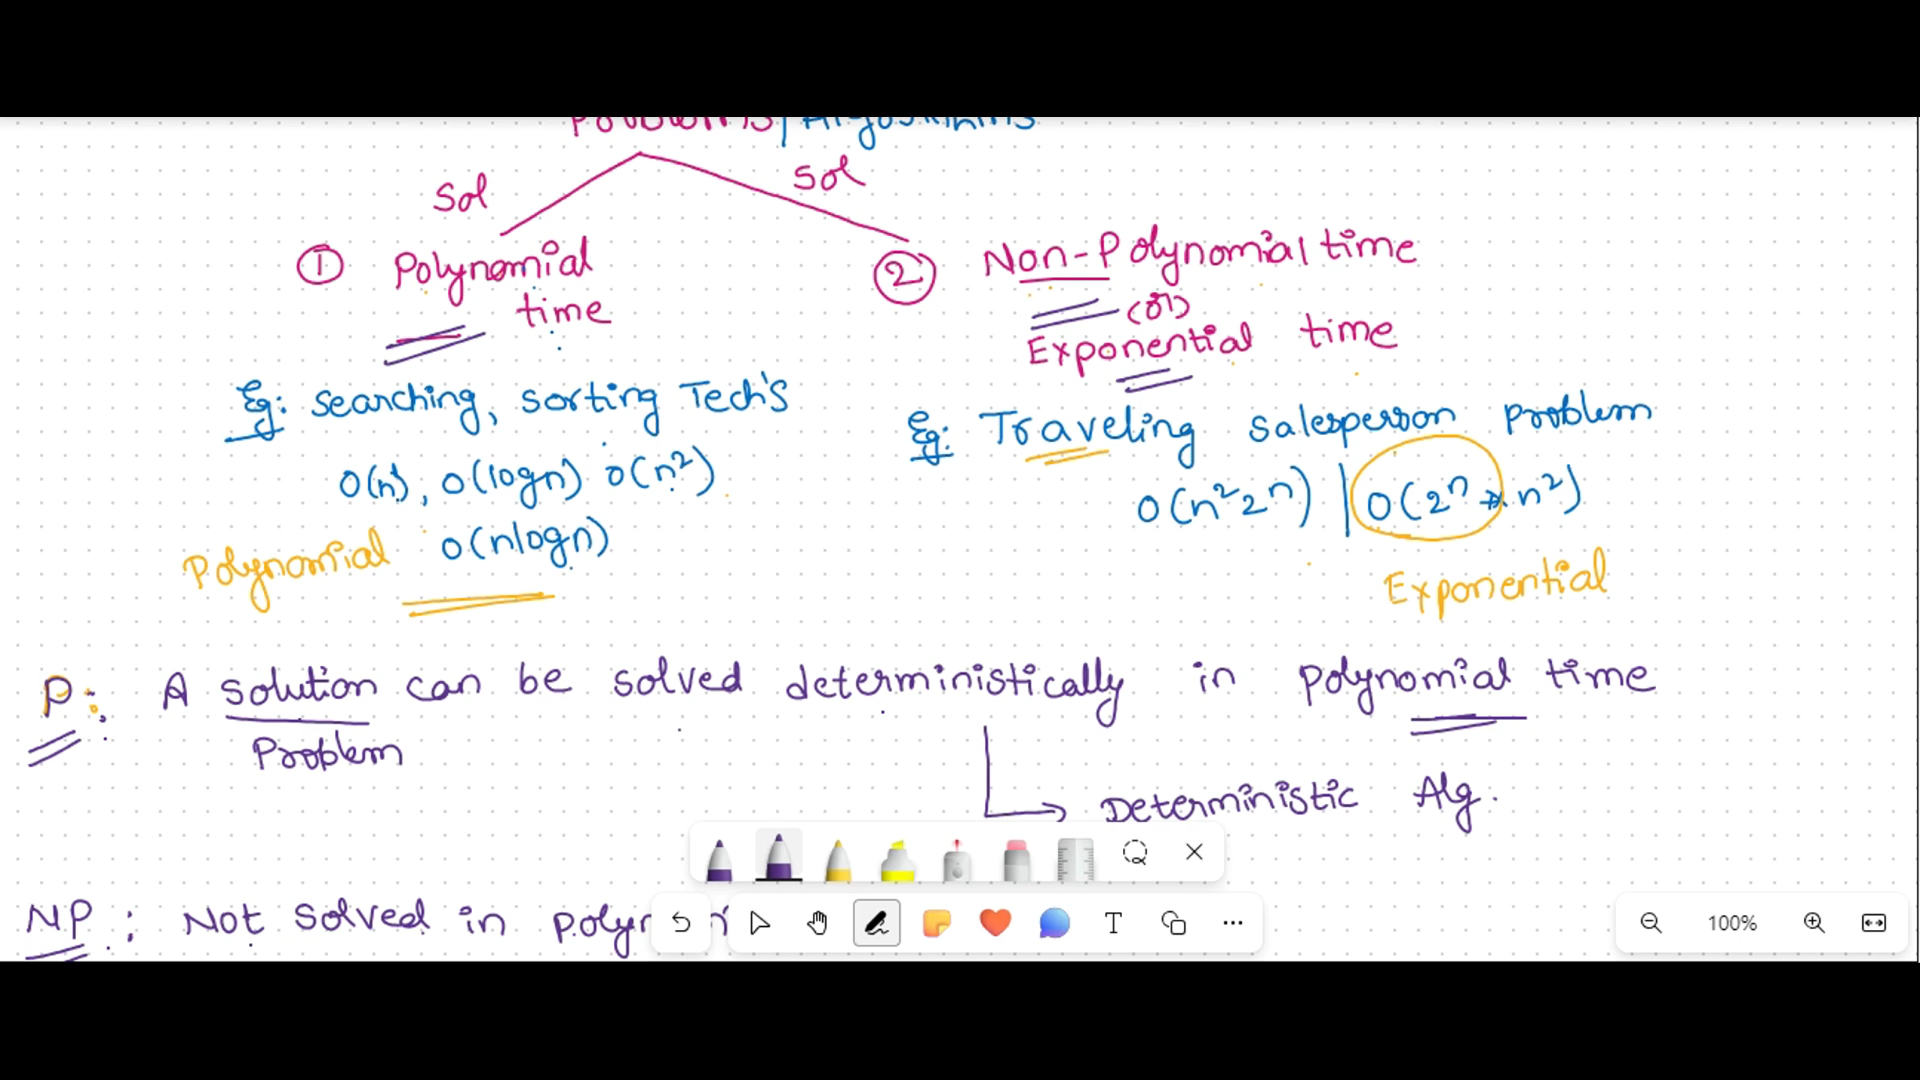 Problems/Algorithms
Sol
Sol
① Polynomial time
② Non-Polynomial time
(or)
Exponential time
Eg: searching, sorting Tech's
O(n), O(logn) O(n²)
O(nlogn)
Polynomial
Eg: Traveling salesperson problem
O(n²2ⁿ) | O(2ⁿ * n²)
Exponential
P: A solution can be solved deterministically in polynomial time
Problem
Deterministic Alg.
NP: Not solved in
T
100%